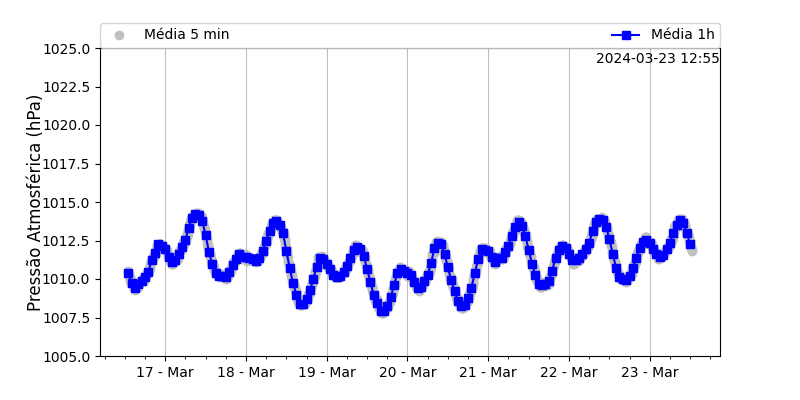 Média 5 min
Média 1h
2024-03-23 12:55
Pressão Atmosférica (hPa)
1025.0
1022.5
1020.0
1017.5
1015.0
1012.5
1010.0
1007.5
1005.0
17 - Mar
18 - Mar
19 - Mar
20 - Mar
21 - Mar
22 - Mar
23 - Mar